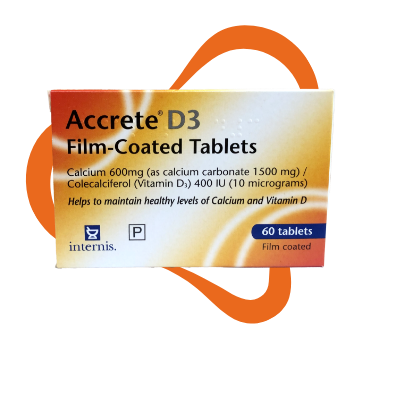 Accrete® D3
Film-Coated Tablets
Calcium 600mg (as calcium carbonate 1500 mg) /
Colecalciferol (Vitamin D₃) 400 IU (10 micrograms)
Helps to maintain healthy levels of Calcium and Vitamin D
60 tablets
Film coated
internis.
P